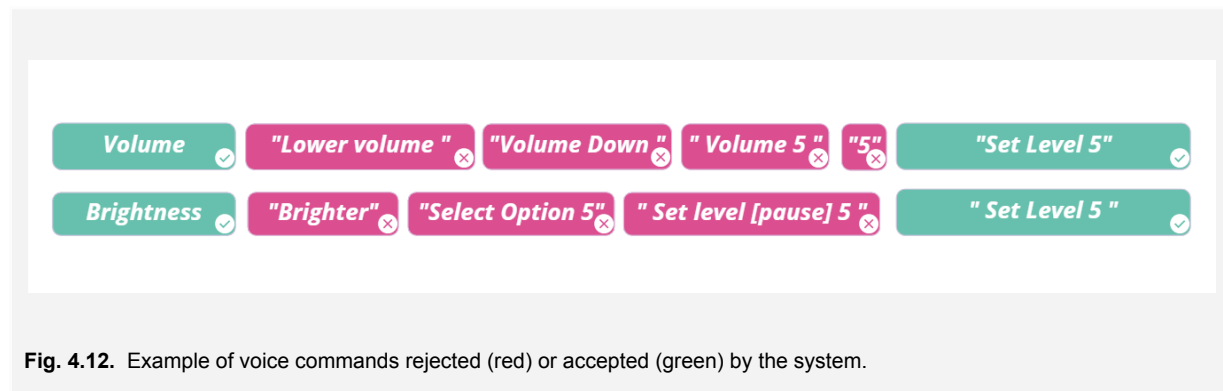 Volume "Lower volume " "Volume Down " " Volume 5 " "5" "Set Level 5"
Brightness "Brighter" "Select Option 5" " Set level [pause] 5 " " Set Level 5 "
Fig. 4.12. Example of voice commands rejected (red) or accepted (green) by the system.